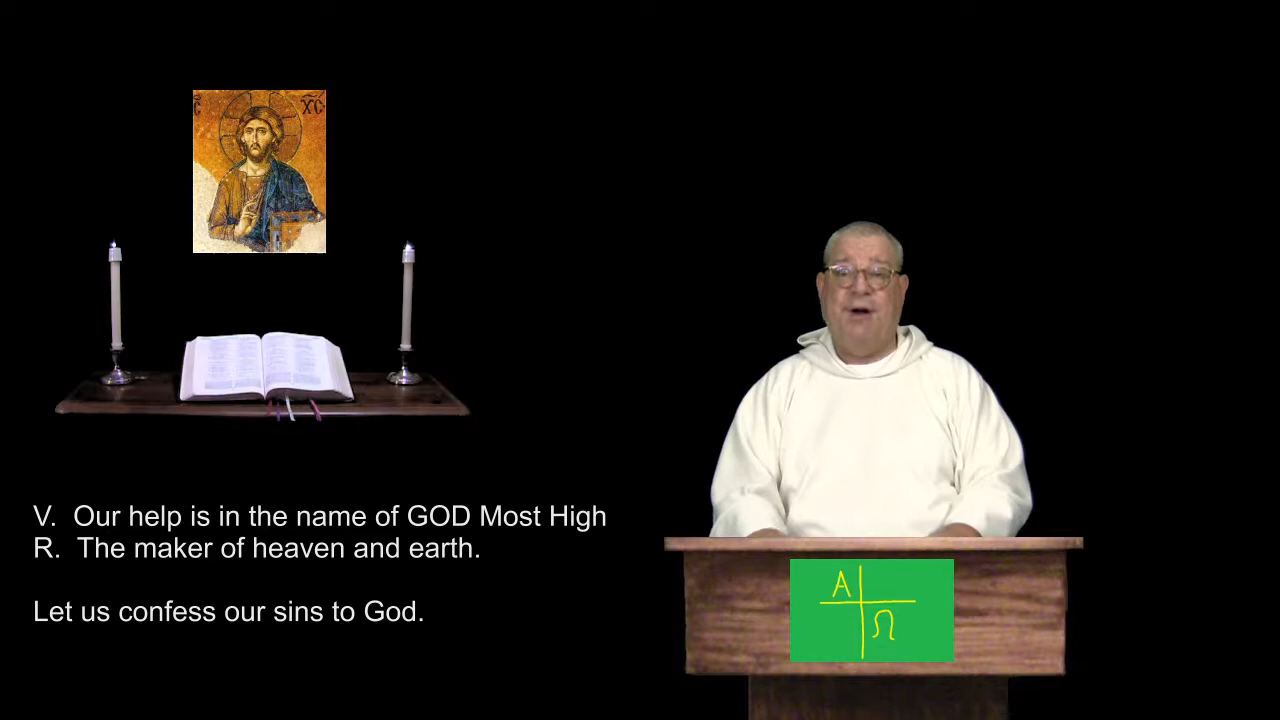 ΧC
V. Our help is in the name of GOD Most High
R. The maker of heaven and earth.
Let us confess our sins to God.
Α
Ω